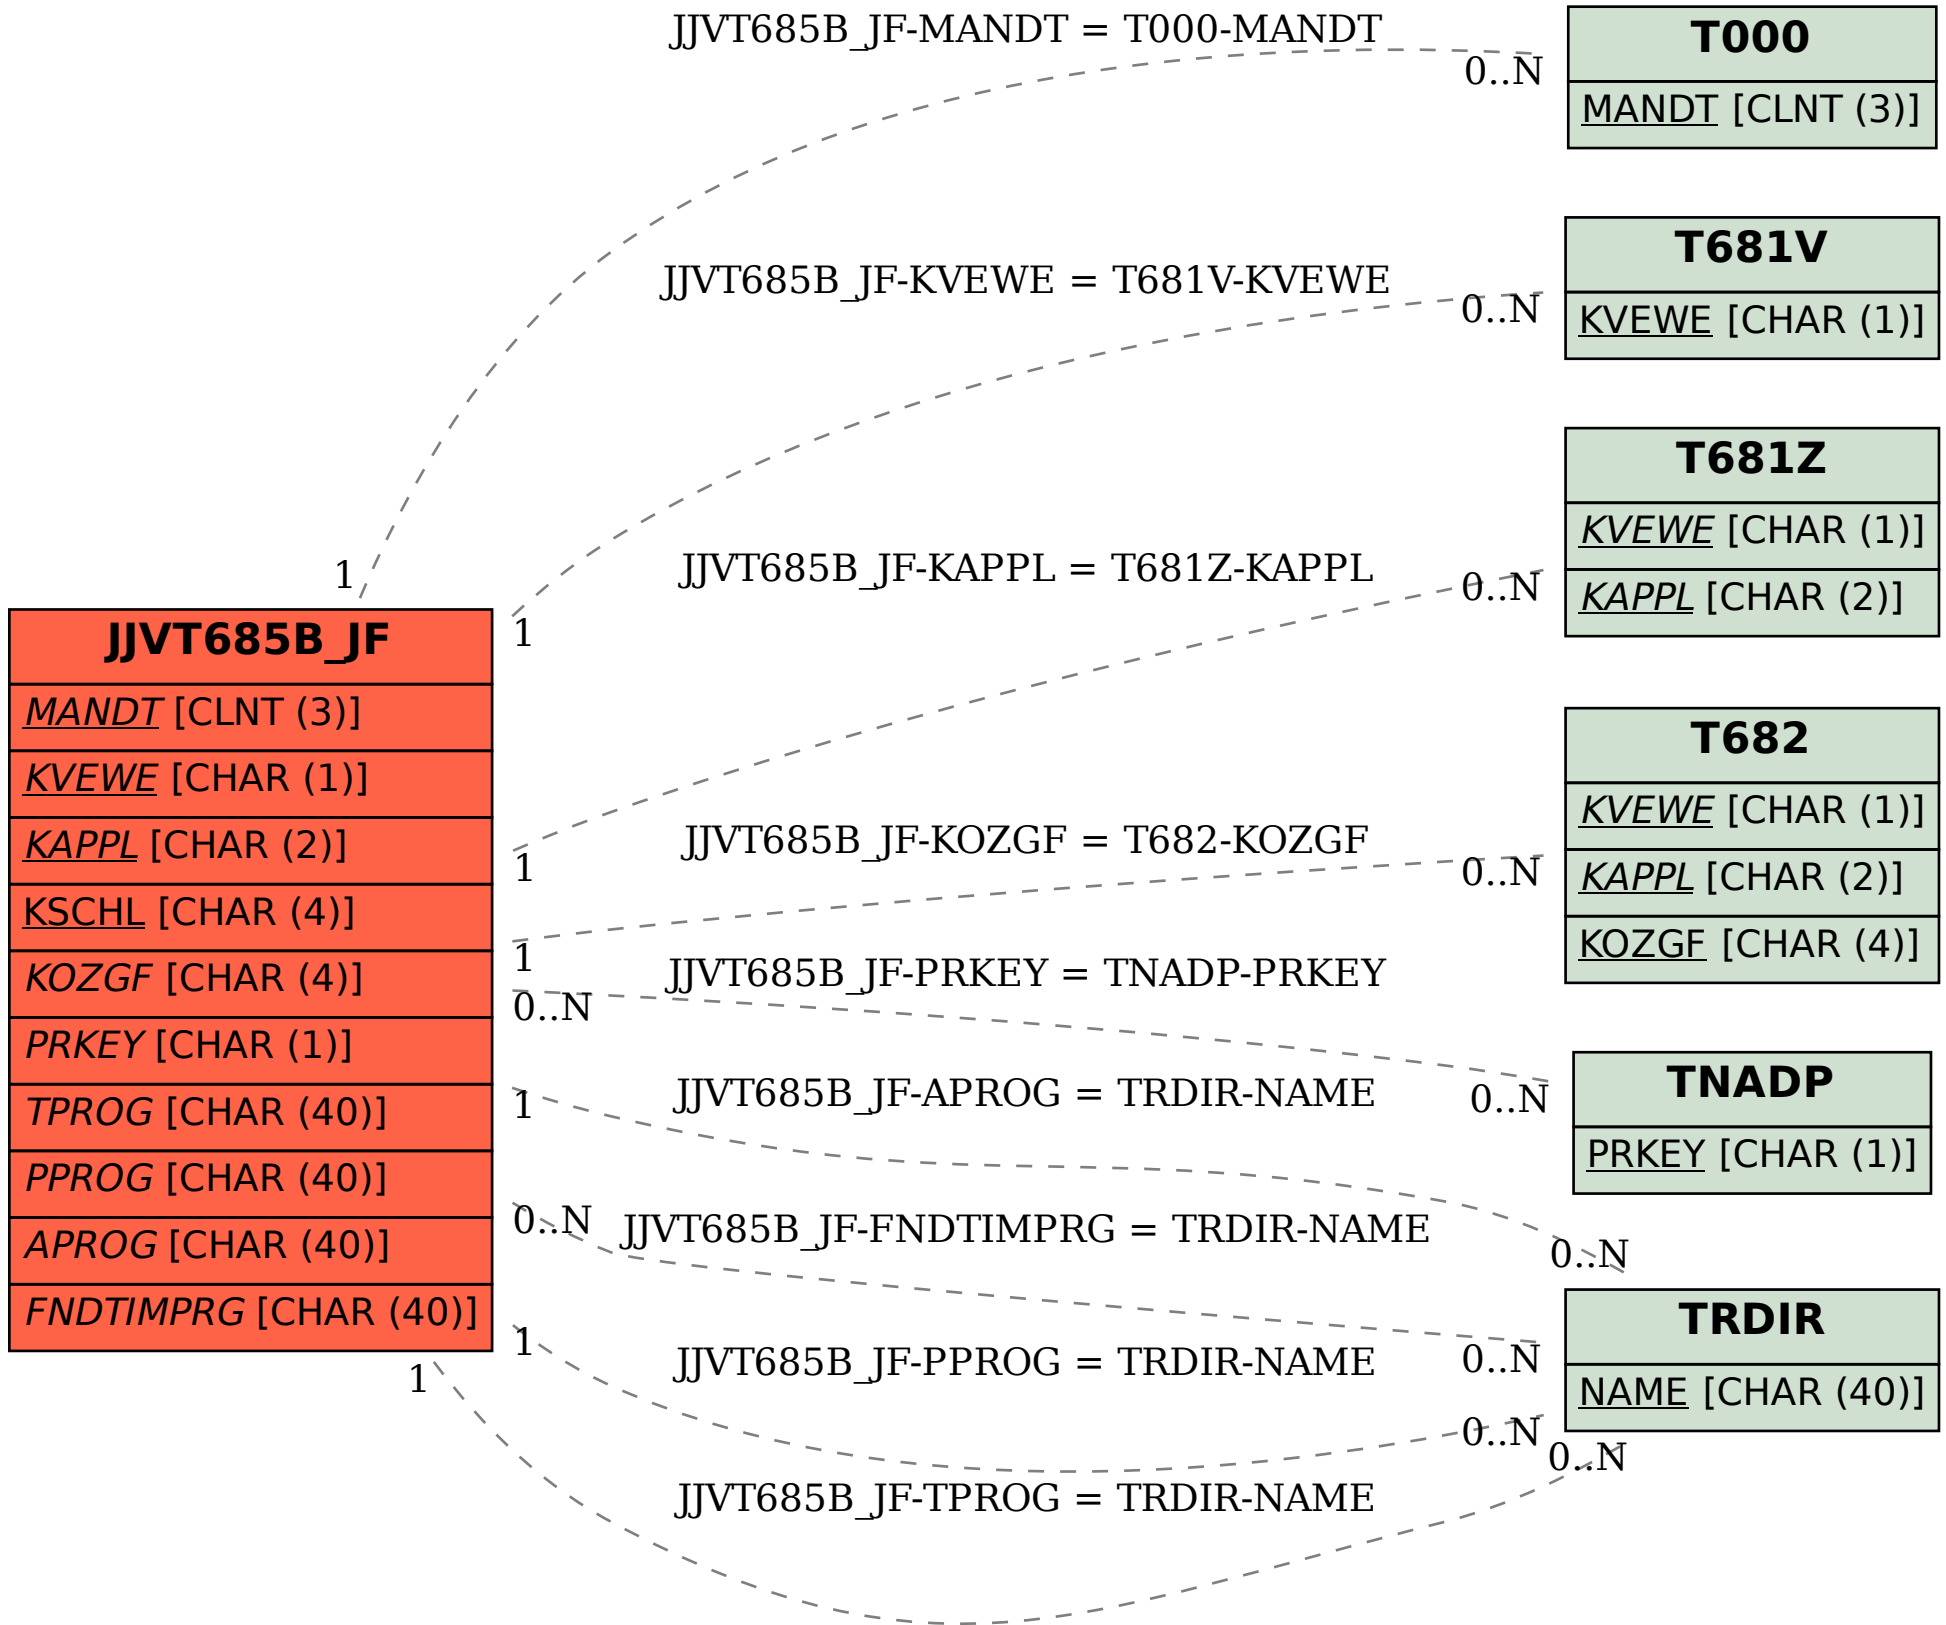 JJVT685B_JF-MANDT = T000-MANDT
0..N
T000
MANDT [CLNT (3)]
JJVT685B_JF-KVEWE = T681V-KVEWE
0..N
T681V
KVEWE [CHAR (1)]
JJVT685B_JF-KAPPL = T681Z-KAPPL
0..N
T681Z
KVEWE [CHAR (1)]
KAPPL [CHAR (2)]
1
1
JJVT685B_JF
MANDT [CLNT (3)]
KVEWE [CHAR (1)]
KAPPL [CHAR (2)]
KSCHL [CHAR (4)]
KOZGF [CHAR (4)]
PRKEY [CHAR (1)]
TPROG [CHAR (40)]
PPROG [CHAR (40)]
APROG [CHAR (40)]
FNDTIMPRG [CHAR (40)]
1
JJVT685B_JF-KOZGF = T682-KOZGF
0..N
T682
KVEWE [CHAR (1)]
KAPPL [CHAR (2)]
KOZGF [CHAR (4)]
1
JJVT685B_JF-PRKEY = TNADP-PRKEY
0..N
0..N
TNADP
PRKEY [CHAR (1)]
1
JJVT685B_JF-APROG = TRDIR-NAME
0..N
0..N
JJVT685B_JF-FNDTIMPRG = TRDIR-NAME
0..N
TRDIR
NAME [CHAR (40)]
1
JJVT685B_JF-PPROG = TRDIR-NAME
0..N
1
JJVT685B_JF-TPROG = TRDIR-NAME
0..N